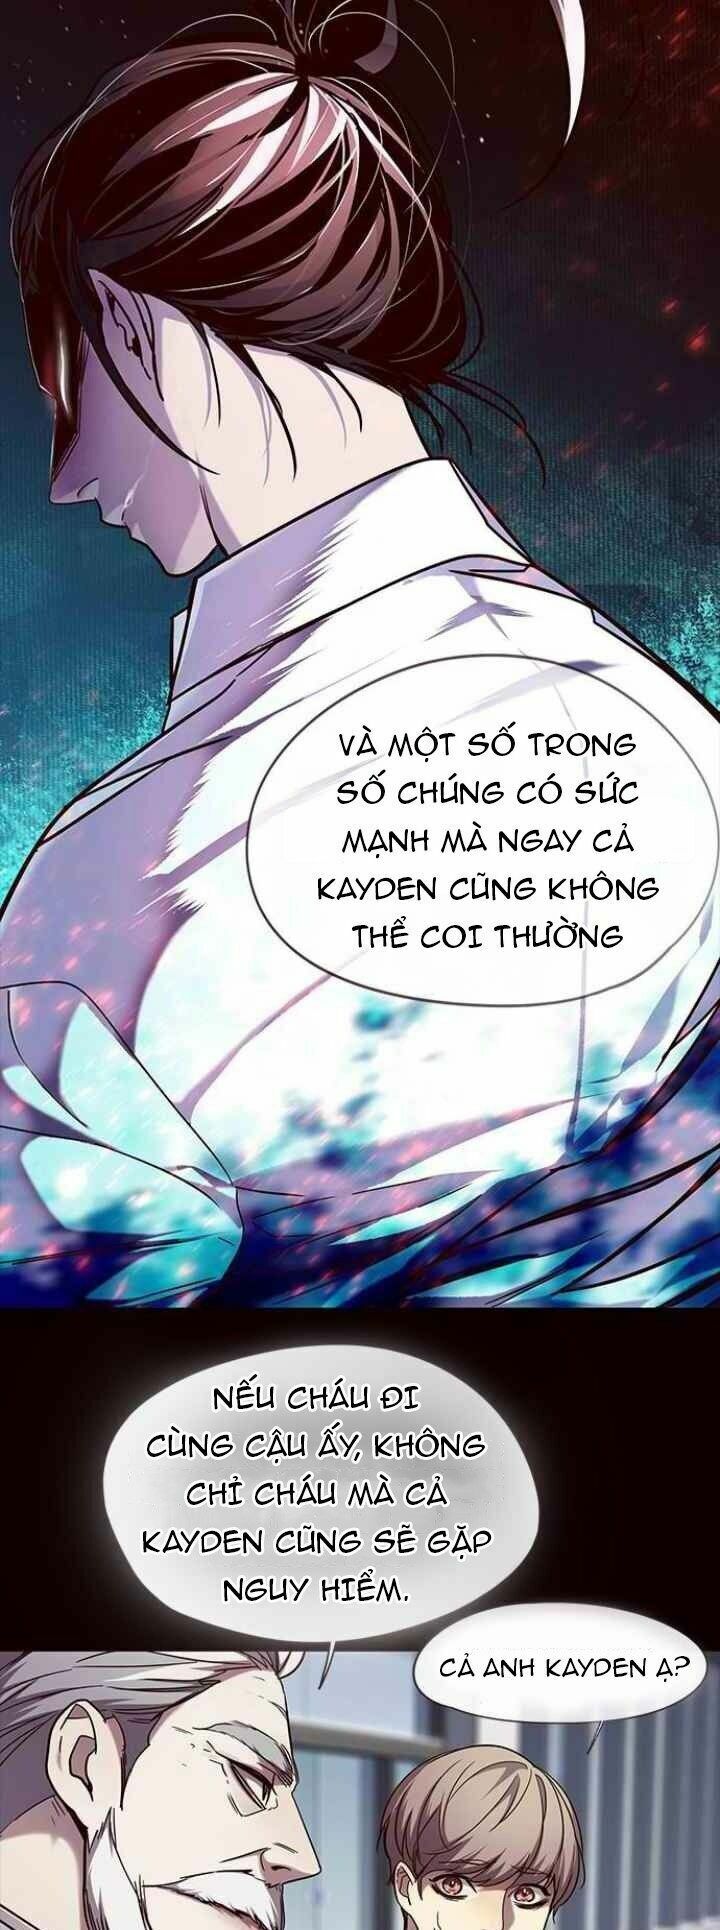 VÀ MỘT SỐ TRONG
SỐ CHÚNG CÓ SỨC
MẠNH MÀ NGAY CẢ
KAYDEN CŨNG KHÔNG
THỂ COI THƯỜNG
NẾU CHÁU ĐI
CÙNG CẬU ẤY, KHÔNG
CHỈ CHÁU MÀ CẢ
KAYDEN CŨNG SẼ GẶP
NGUY HIỂM.
CẢ ANH KAYDEN Ạ?